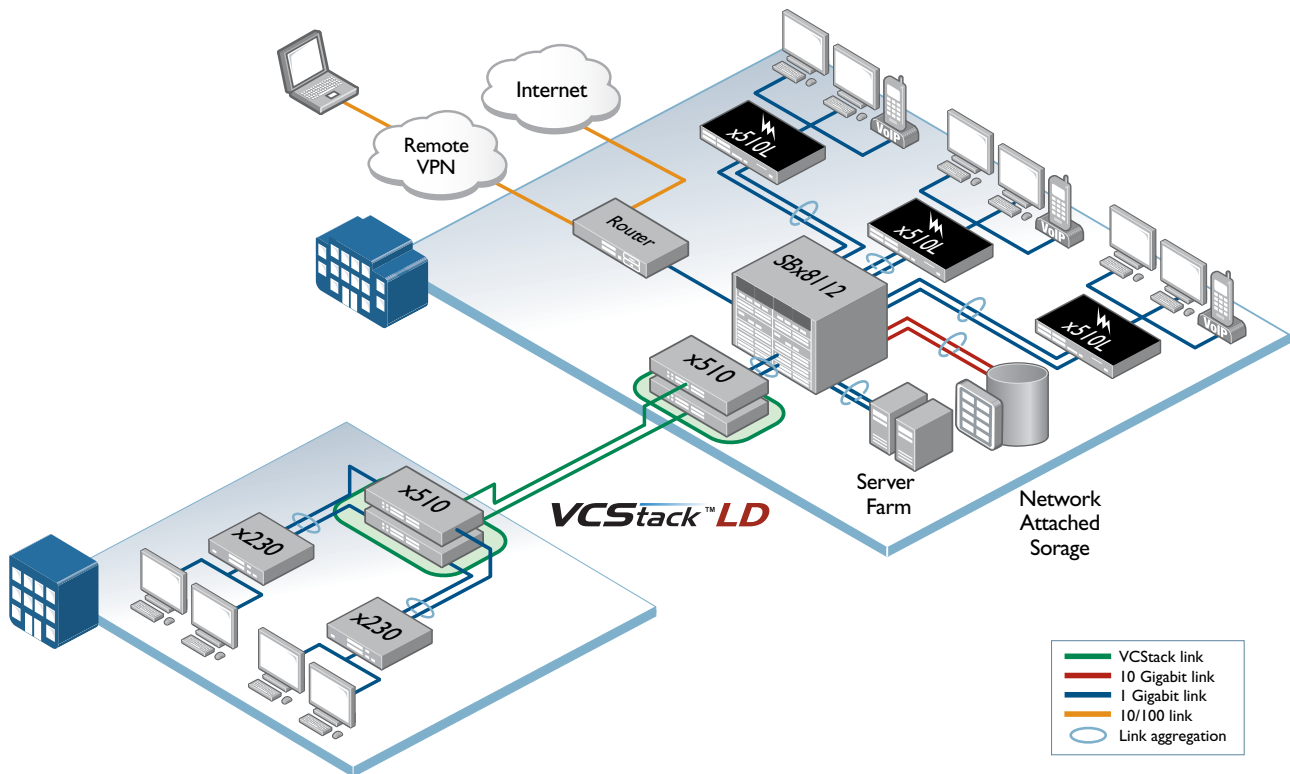 Internet
Remote
VPN
Router
x510L
VoIP
x510L
VoIP
x510L
VoIP
SBx8112
x510
x510
x230
x230
VCStack™LD
Server
Farm
Network
Attached
Sorage
VCStack link
10 Gigabit link
1 Gigabit link
10/100 link
Link aggregation